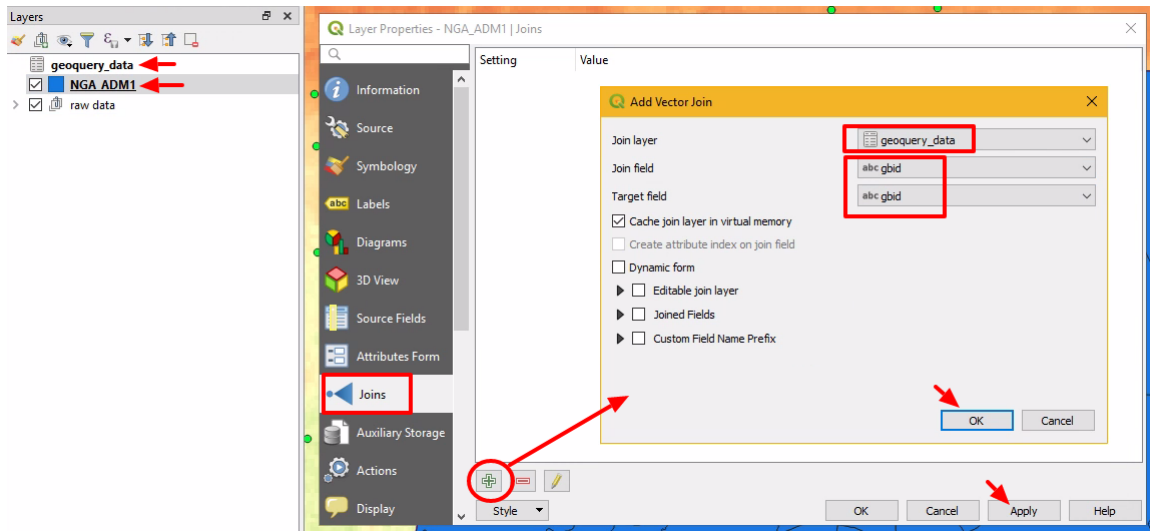 Layers
geoquery_data
NGA_ADM1
raw data
Layer Properties - NGA_ADM1 | Joins
Information
Source
Symbology
abc Labels
Diagrams
3D View
Source Fields
Attributes Form
Joins
Auxiliary Storage
Actions
Display
Setting Value
Add Vector Join
Join layer geoquery_data
Join field abc gbid
Target field abc gbid
Cache join layer in virtual memory
Create attribute index on join field
Dynamic form
Editable join layer
Joined Fields
Custom Field Name Prefix
OK Cancel
Style OK Cancel Apply Help